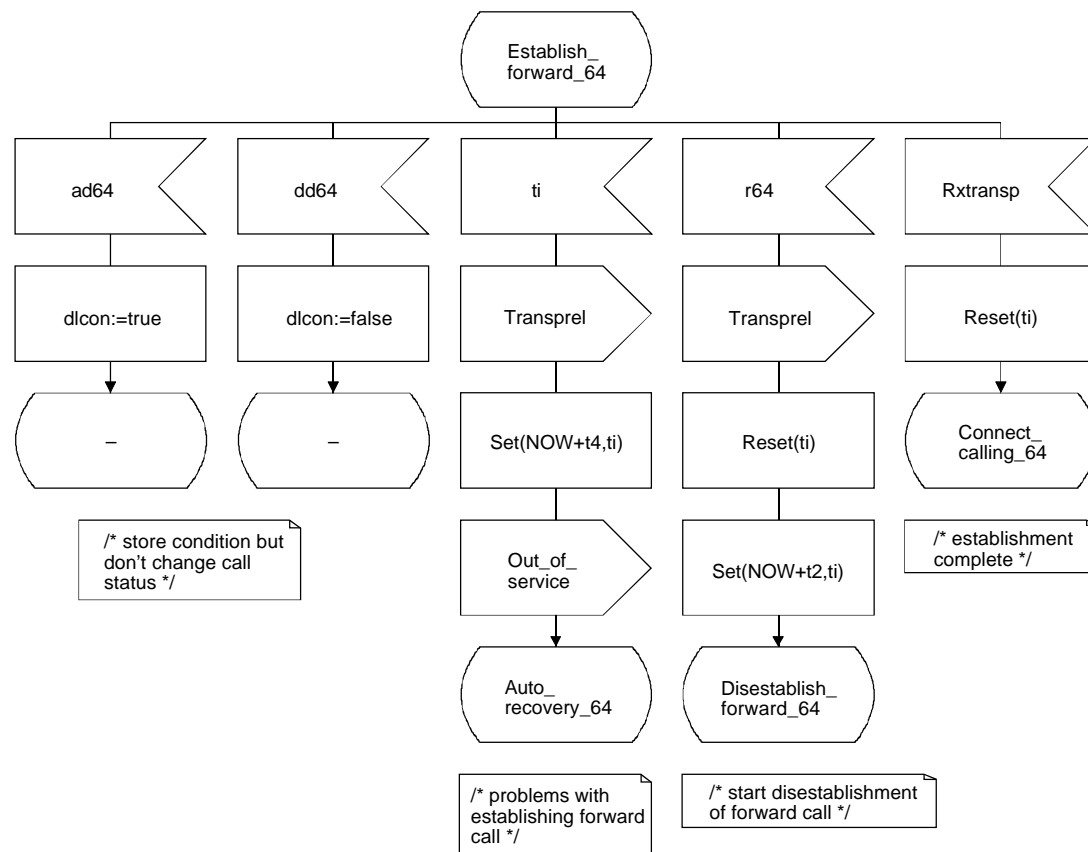 Establish_
forward_64
ad64
dd64
ti
r64
Rxtransp
dlcon:=true
dlcon:=false
Transprel
Transprel
Reset(ti)
–
–
Set(NOW+t4,ti)
Reset(ti)
Connect_
calling_64
/* store condition but
don't change call
status */
Out_of_
service
Set(NOW+t2,ti)
/* establishment
complete */
Auto_
recovery_64
Disestablish_
forward_64
/* problems with
establishing forward
call */
/* start disestablishment
of forward call */